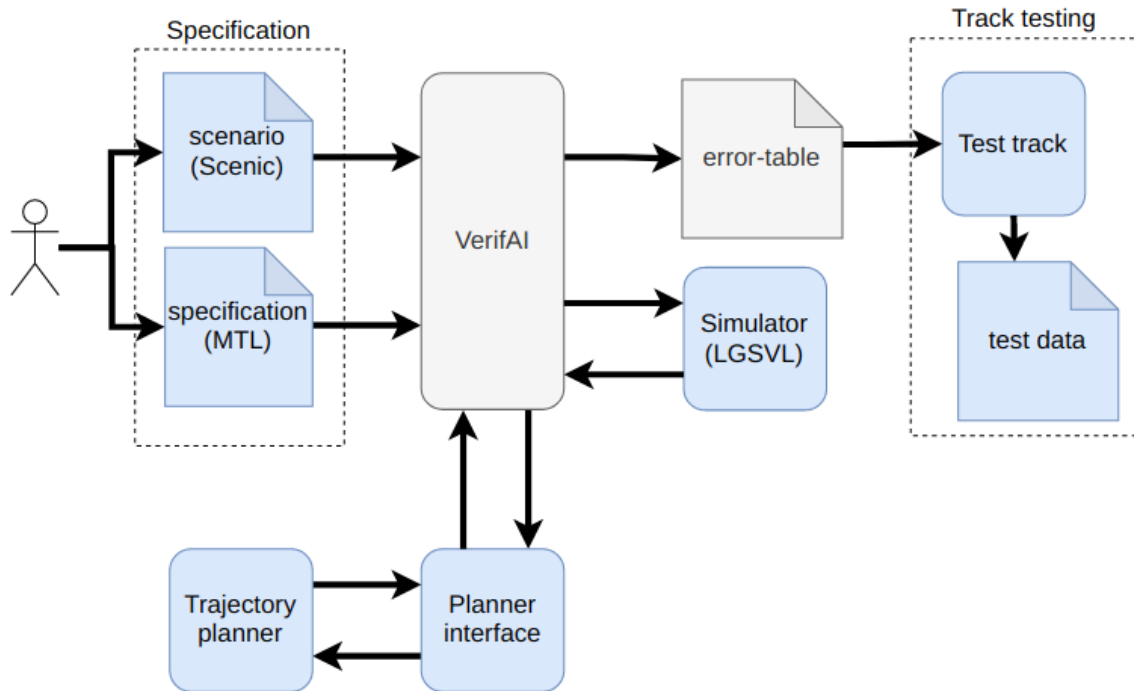 Specification
Track testing
scenario
(Scenic)
specification
(MTL)
VerifAI
error-table
Test track
Simulator
(LGSVL)
test data
Trajectory
planner
Planner
interface